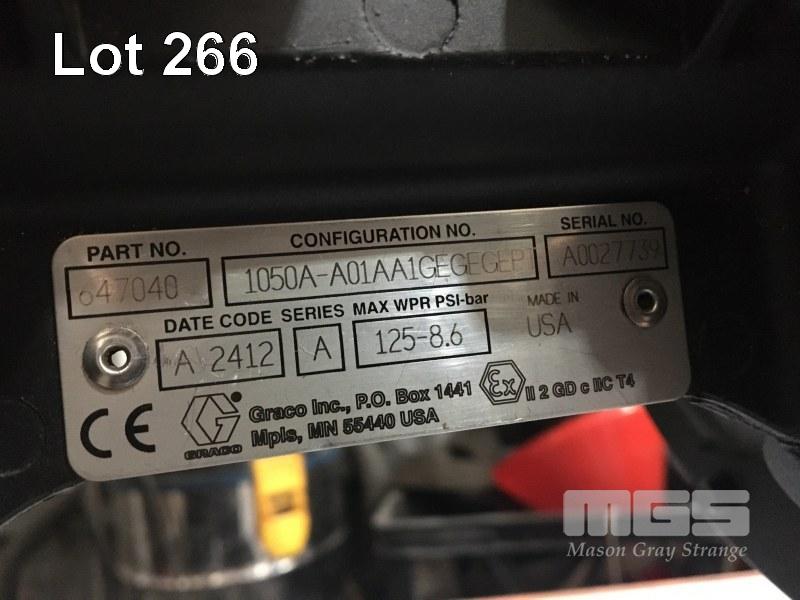 Lot 266
PART NO. CONFIGURATION NO. SERIAL NO.
647040 1050A-A01AA1GEGEGEP A0027739
DATE CODE SERIES MAX WPR PSI-bar MADE IN
A 2412 A 125-8.6 USA
CE GRACO Graco Inc., P.O. Box 1441 Ex II 2 GD c IIC T4
Mpls, MN 55440 USA
MGS
Mason Gray Strange